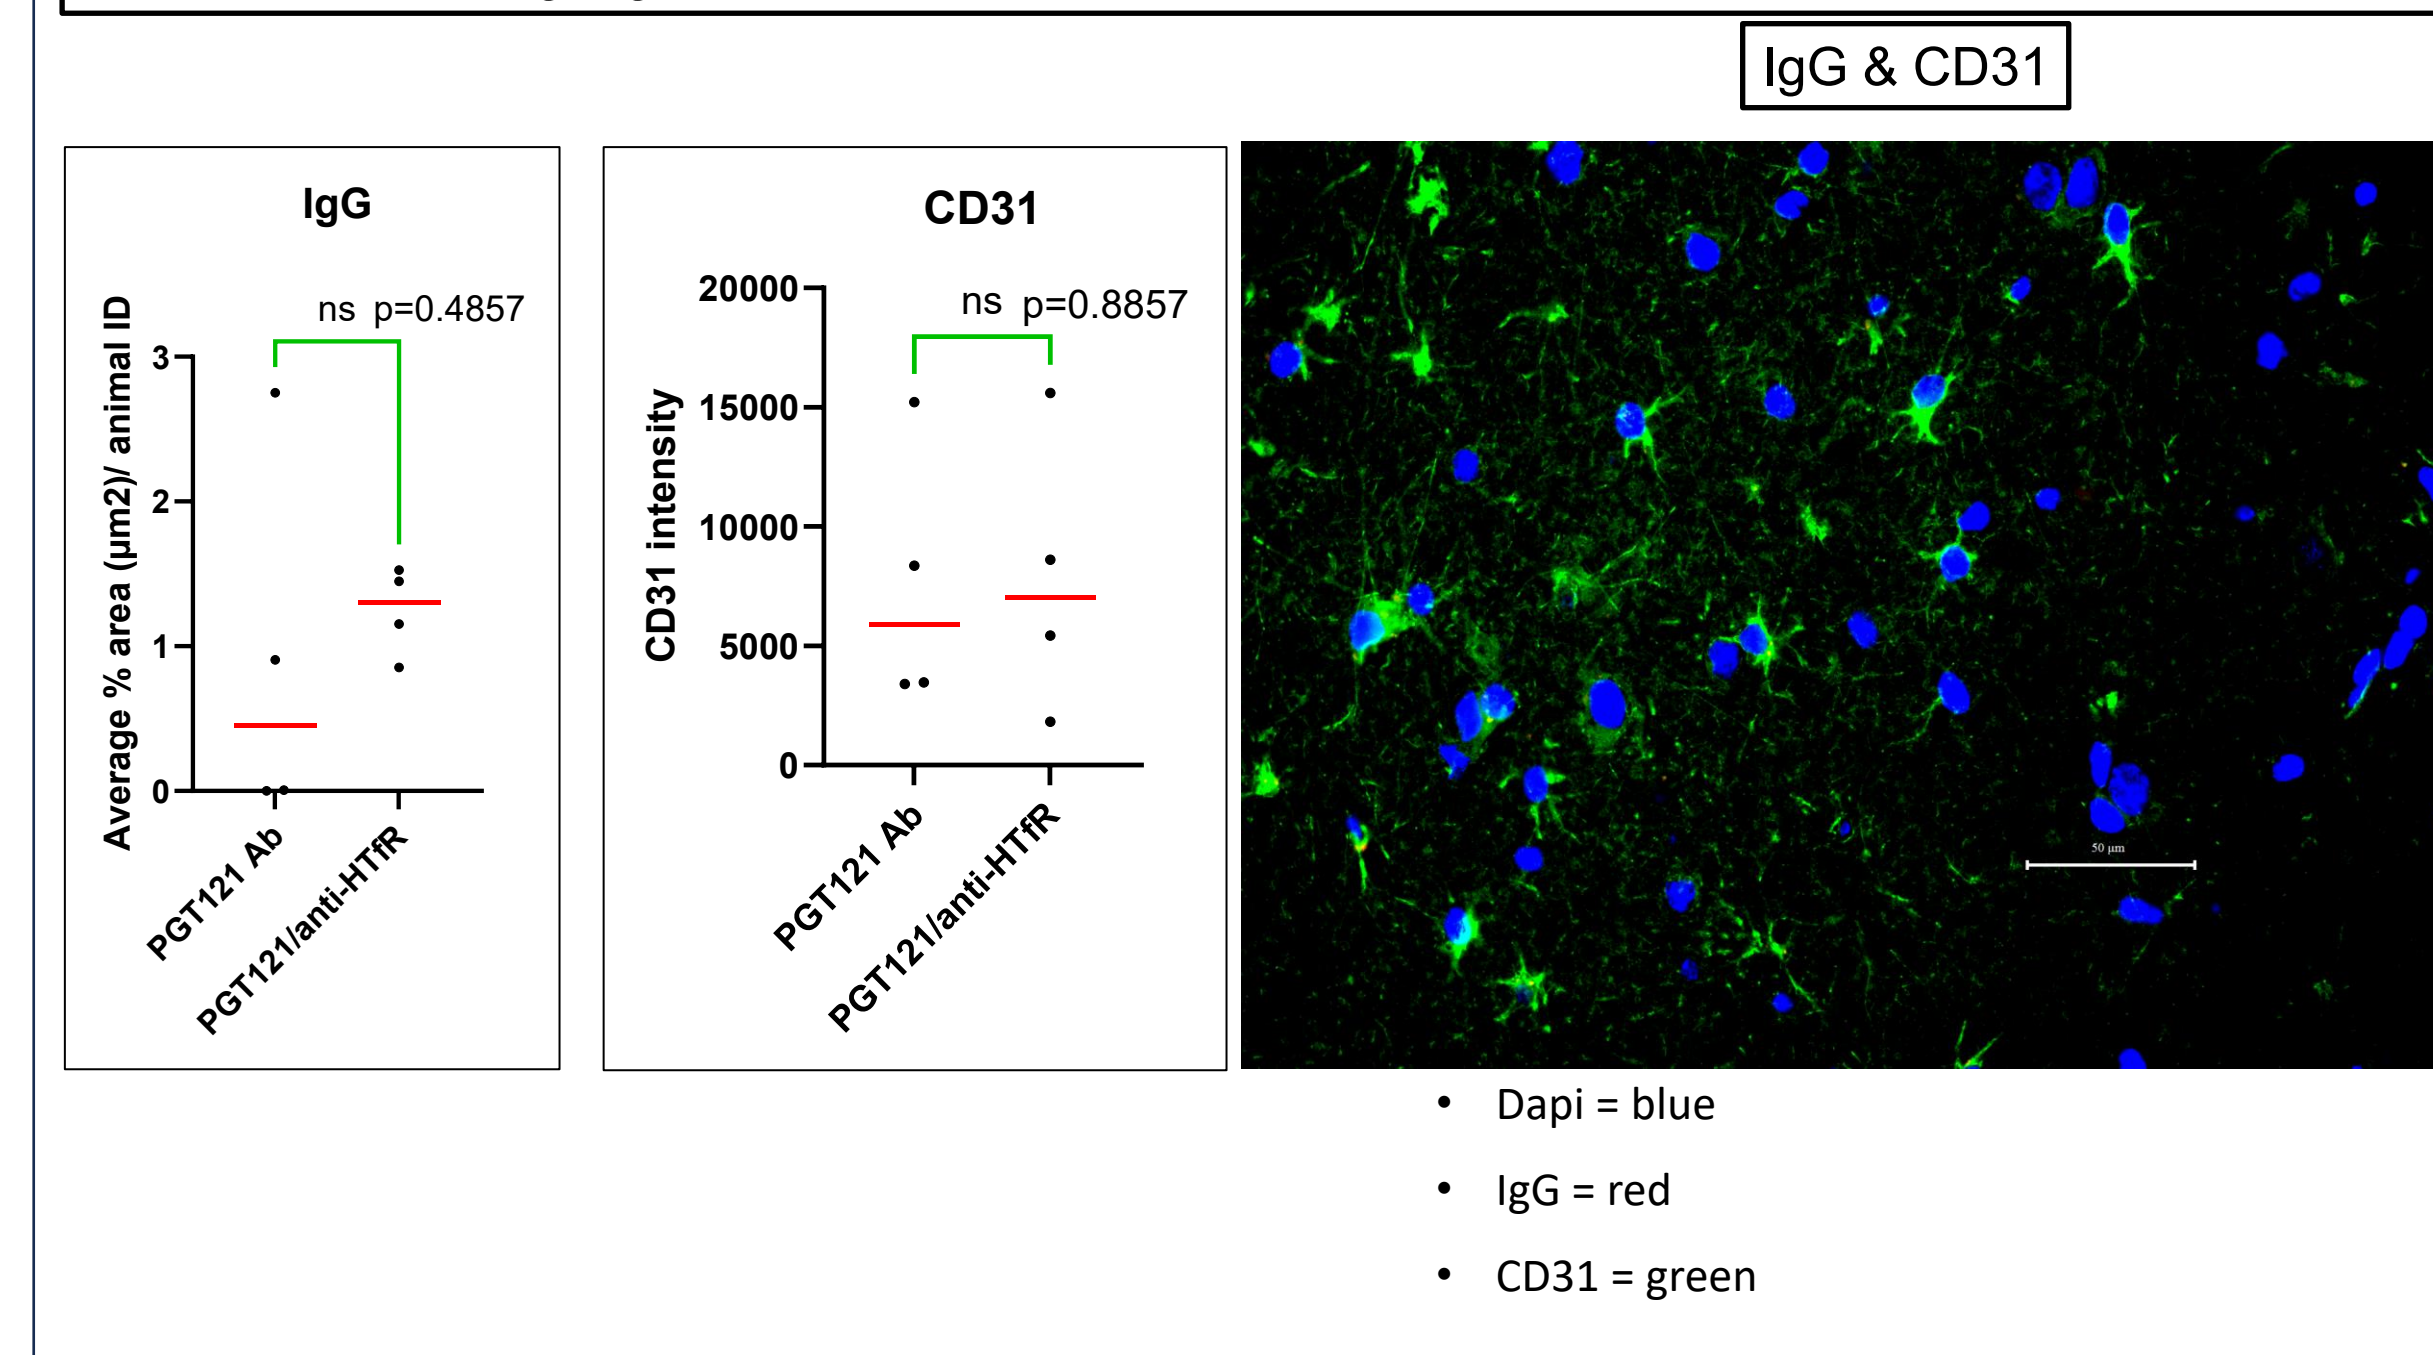 IgG & CD31
IgG
ns p=0.4857
Average % area (µm2)/ animal ID
3
2
1
0
PGT121 Ab
PGT121/anti-HTfR
CD31
ns p=0.8857
CD31 intensity
20000
15000
10000
5000
0
PGT121 Ab
PGT121/anti-HTfR
50 µm
• Dapi = blue
• IgG = red
• CD31 = green